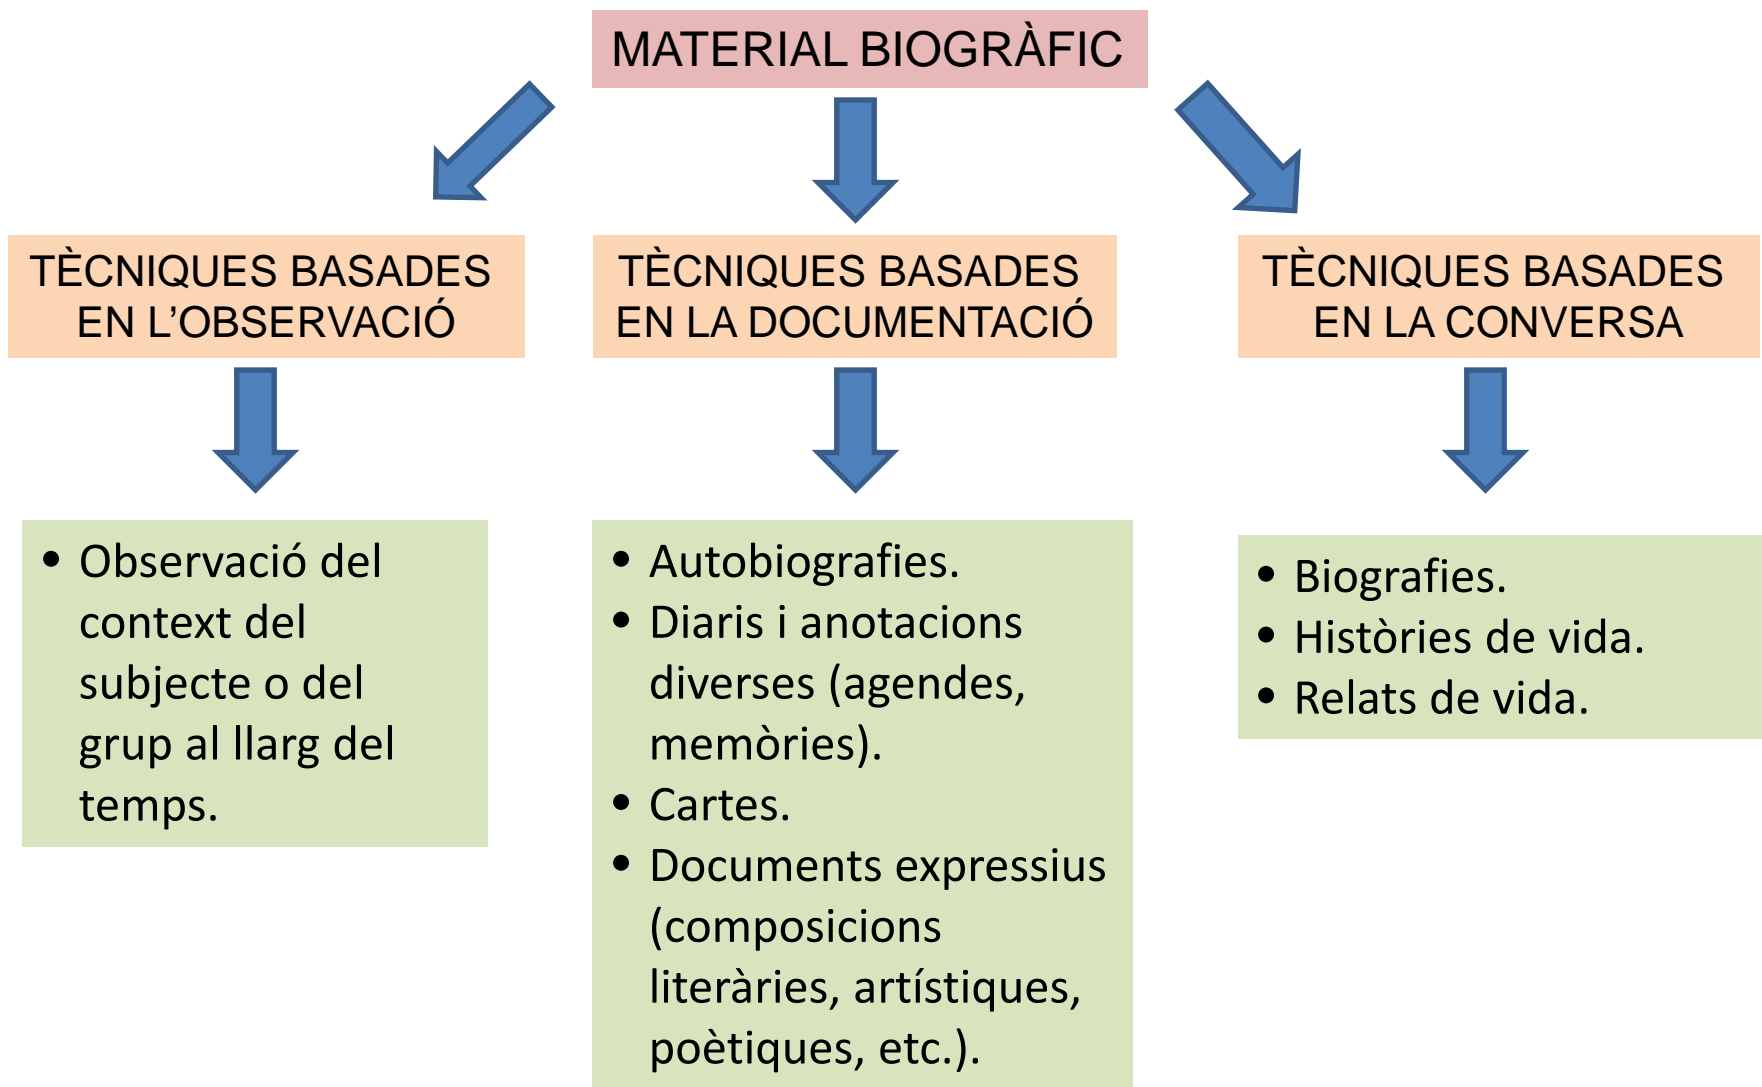 MATERIAL BIOGRÀFIC
TÈCNIQUES BASADES
EN L’OBSERVACIÓ
TÈCNIQUES BASADES
EN LA DOCUMENTACIÓ
TÈCNIQUES BASADES
EN LA CONVERSA
• Observació del
context del
subjecte o del
grup al llarg del
temps.
• Autobiografies.
• Diaris i anotacions
diverses (agendes,
memòries).
• Cartes.
• Documents expressius
(composicions
literàries, artístiques,
poètiques, etc.).
• Biografies.
• Històries de vida.
• Relats de vida.